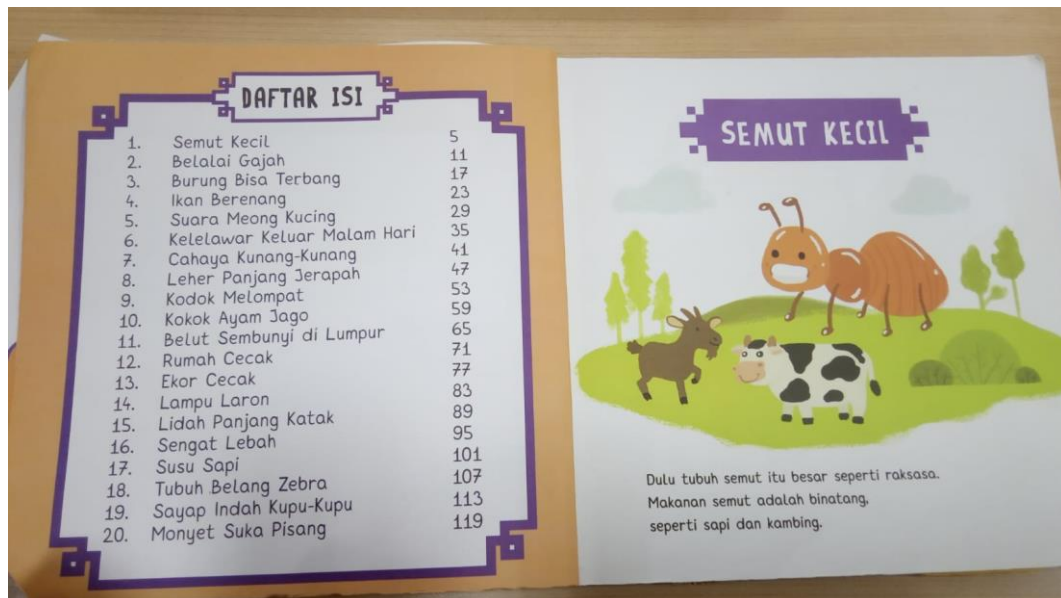 DAFTAR ISI
1. Semut Kecil 5
2. Belalai Gajah 11
3. Burung Bisa Terbang 17
4. Ikan Berenang 23
5. Suara Meong Kucing 29
6. Kelelawar Keluar Malam Hari 35
7. Cahaya Kunang-Kunang 41
8. Leher Panjang Jerapah 47
9. Kodok Melompat 53
10. Kokok Ayam Jago 59
11. Belut Sembunyi di Lumpur 65
12. Rumah Cecak 71
13. Ekor Cecak 77
14. Lampu Laron 83
15. Lidah Panjang Katak 89
16. Sengat Lebah 95
17. Susu Sapi 101
18. Tubuh Belang Zebra 107
19. Sayap Indah Kupu-Kupu 113
20. Monyet Suka Pisang 119
SEMUT KECIL
Dulu tubuh semut itu besar seperti raksasa.
Makanan semut adalah binatang,
seperti sapi dan kambing.